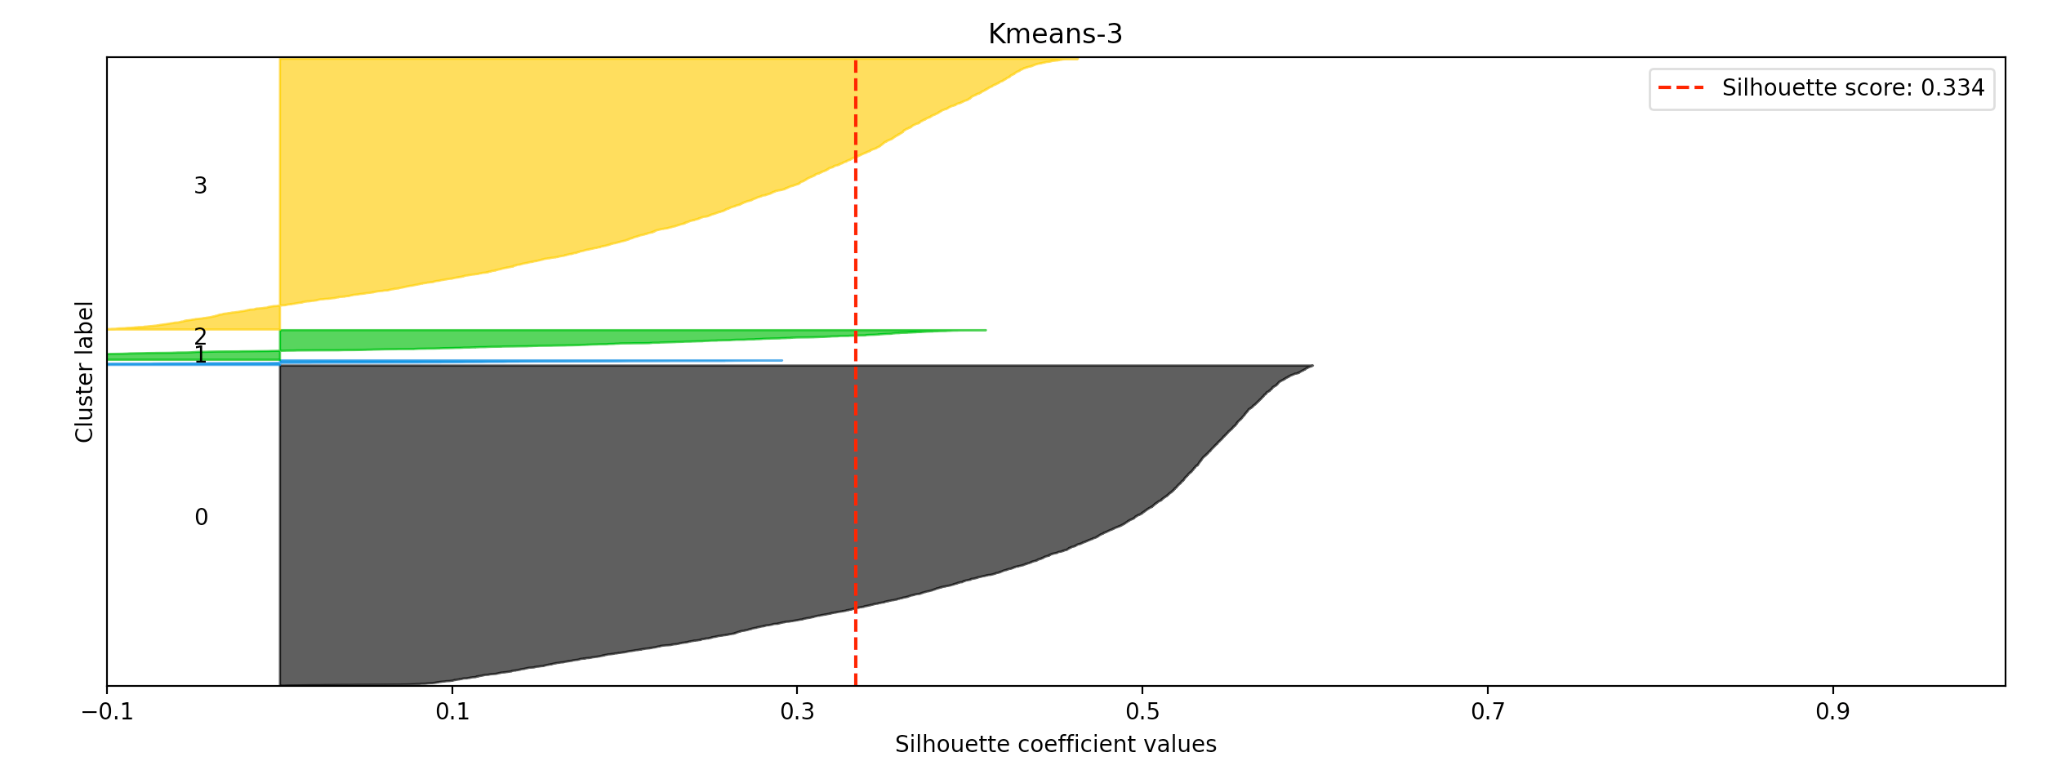 Kmeans-3
Silhouette score: 0.334
3
2
1
0
Cluster label
−0.1 0.1 0.3 0.5 0.7 0.9
Silhouette coefficient values